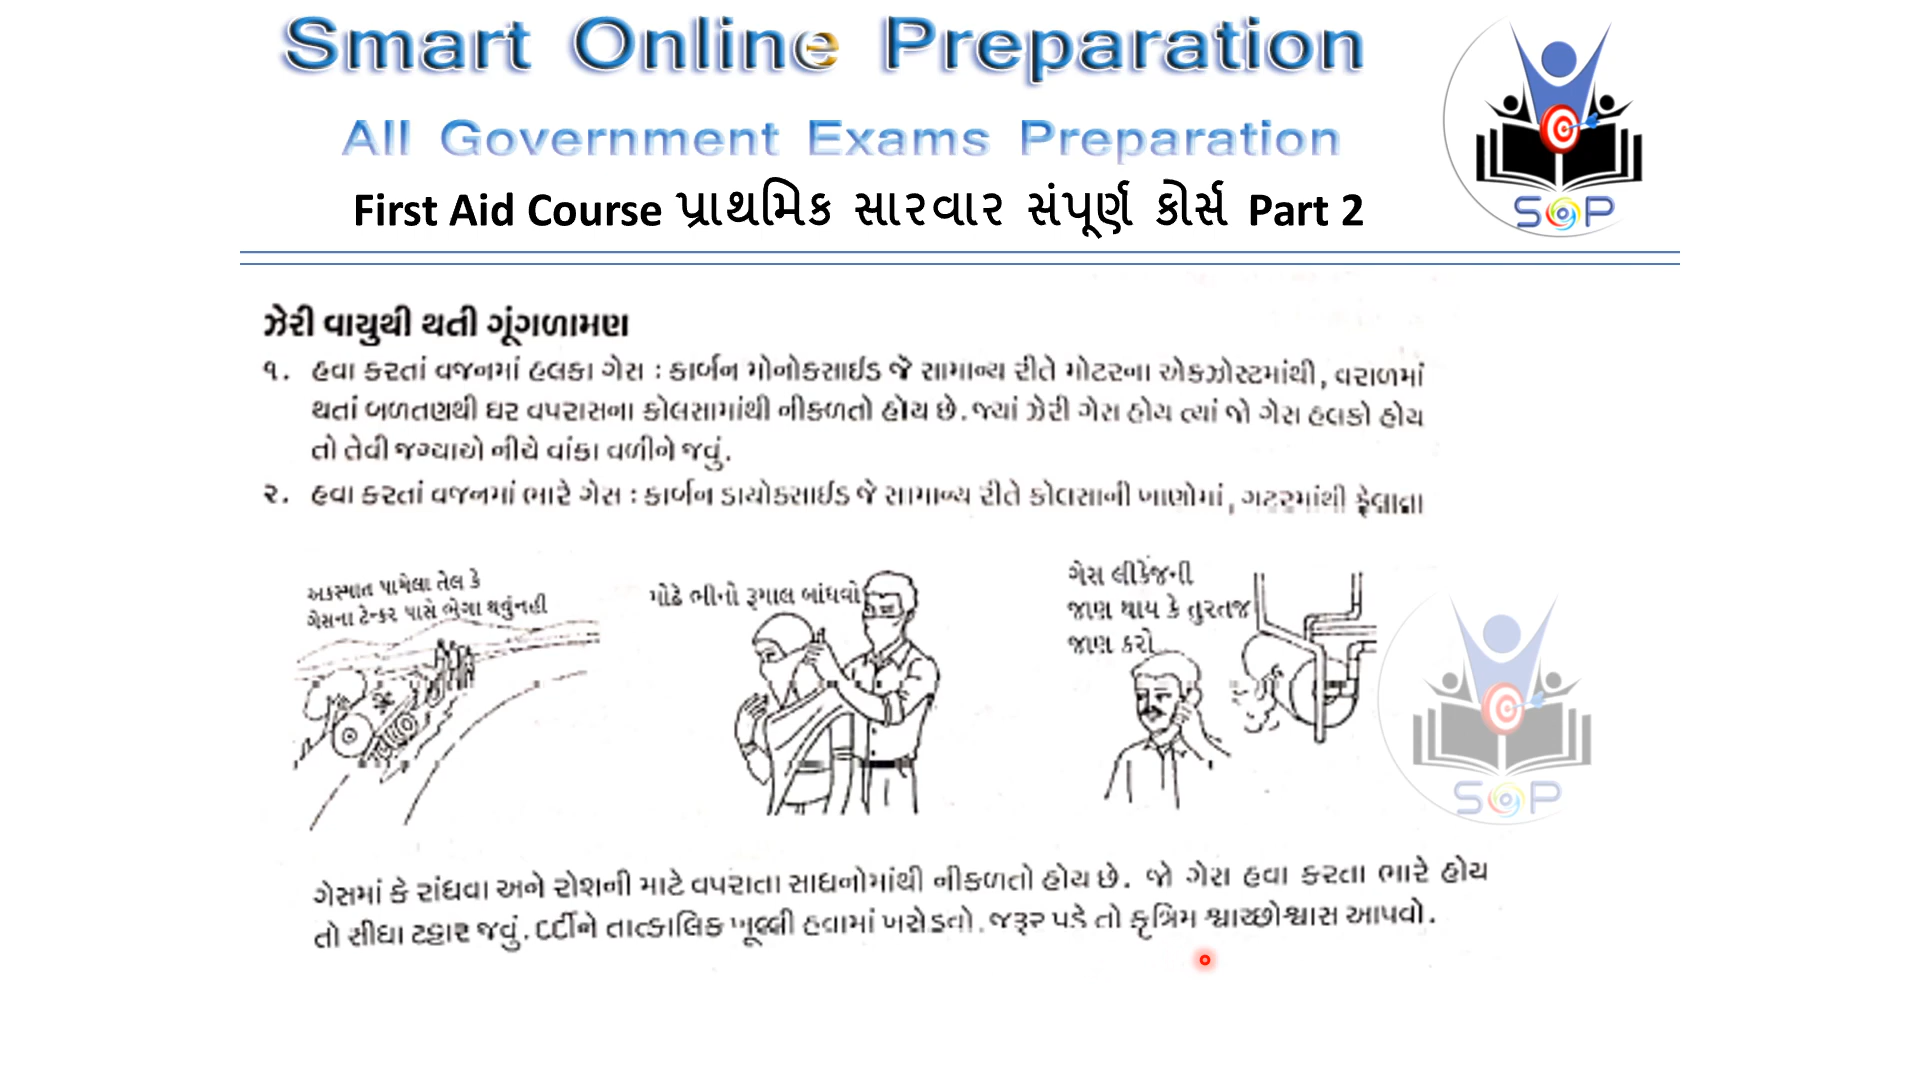 Smart Online Preparation
All Government Exams Preparation
First Aid Course પ્રાથમિક સારવાર સંપૂર્ણ કોર્સ Part 2
SOP
ઝેરી વાયુથી થતી ગૂંગળામણ
૧. હવા કરતાં વજનમાં હલકા ગેસ : કાર્બન મોનોકસાઈડ જે સામાન્ય રીતે મોટરના એક્ઝોસ્ટમાંથી, વરાળમાં
થતાં બળતણથી ઘર વપરાસના કોલસામાંથી નીકળતો હોય છે. જ્યાં ઝેરી ગેસ હોય ત્યાં જો ગેસ હલકો હોય
તો તેવી જગ્યાએ નીચે વાંકા વળીને જવું.
૨. હવા કરતાં વજનમાં ભારે ગેસ : કાર્બન ડાયોકસાઈડ જે સામાન્ય રીતે કોલસાની ખાણોમાં, ગટરમાંથી ફેલાતા
અકસ્માત પામેલા તેલ કે
ગેસના ટેન્કર પાસે ભેગા થવુંનહી
મોઢે ભીનો રૂમાલ બાંધવો
ગેસ લીકેજની
જાણ થાય કે તુરતજ
જાણ કરો
SOP
ગેસમાં કે રાંધવા અને રોશની માટે વપરાતા સાધનોમાંથી નીકળતો હોય છે. જો ગેસ હવા કરતા ભારે હોય
તો સીધા ટટ્ટાર જવું. દર્દીને તાત્કાલિક ખૂલ્લી હવામાં ખસેડવો. જરૂર પડે તો કૃત્રિમ શ્વાચ્છોશ્વાસ આપવો.